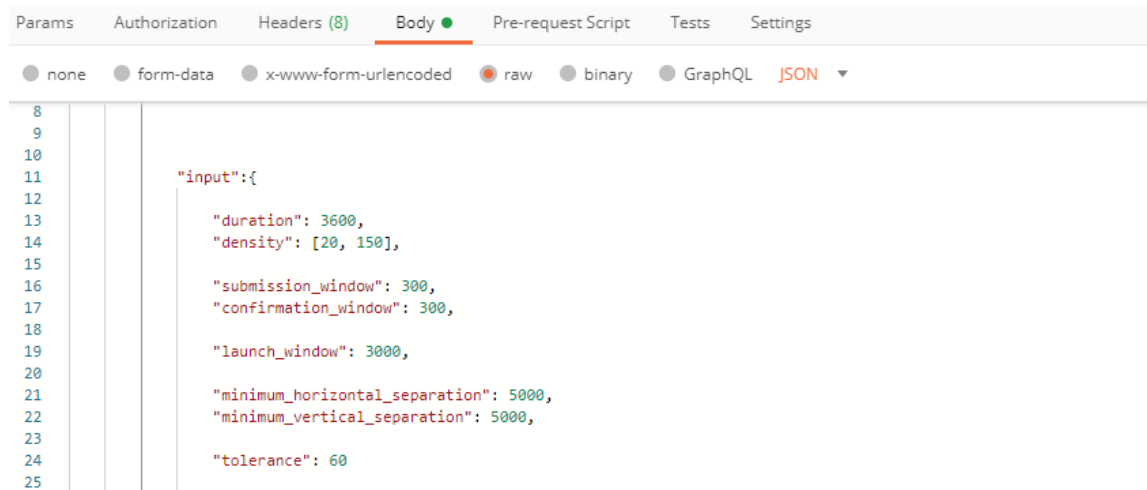 Params Authorization Headers (8) Body Pre-request Script Tests Settings
none form-data x-www-form-urlencoded raw binary GraphQL JSON
8
9
10
11 "input":{
12
13 "duration": 3600,
14 "density": [20, 150],
15
16 "submission_window": 300,
17 "confirmation_window": 300,
18
19 "launch_window": 3000,
20
21 "minimum_horizontal_separation": 5000,
22 "minimum_vertical_separation": 5000,
23
24 "tolerance": 60
25